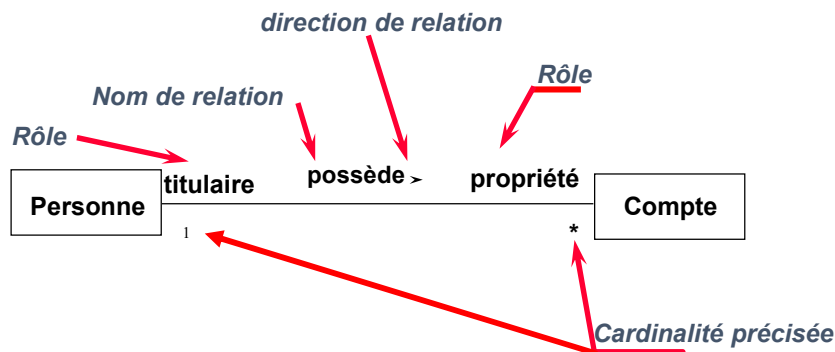 direction de relation
Rôle
Nom de relation
Rôle
titulaire possède ➢ propriété
Personne Compte
1 *
Cardinalité précisée